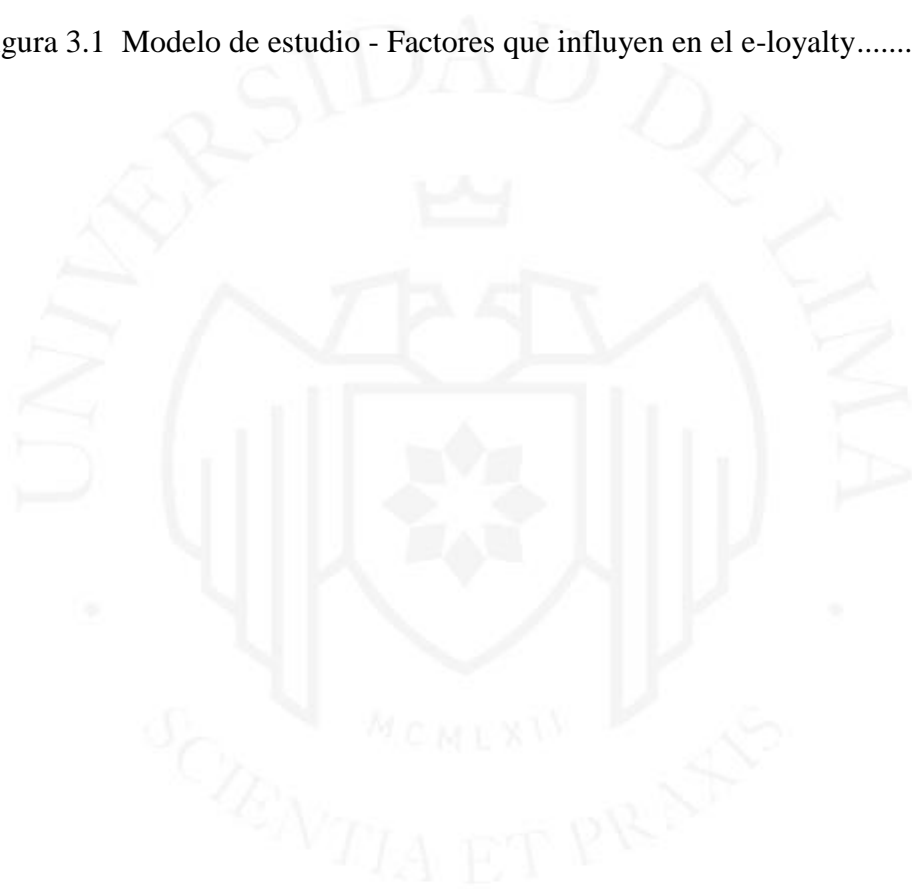 gura 3.1  Modelo de estudio - Factores que influyen en el e-loyalty.......
UNIVERSIDAD DE LIMA
MCMLXII
SCIENTIA ET PRAXIS